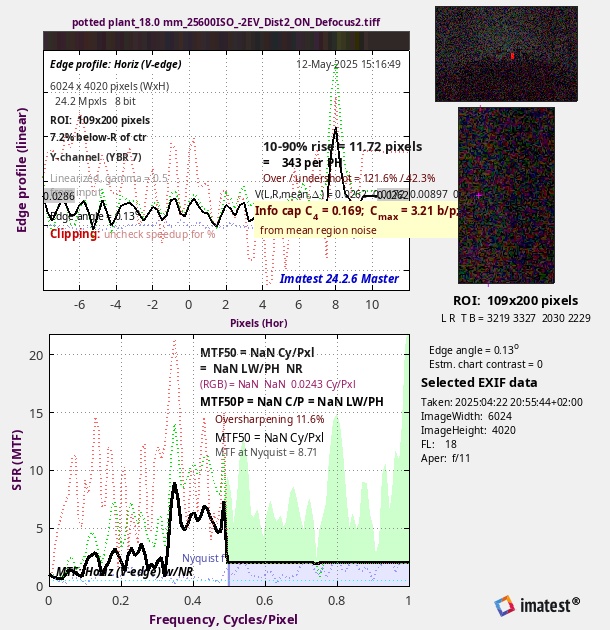 potted plant_18.0 mm_25600ISO_-2EV_Dist2_ON_Defocus2.tiff
Edge profile: Horiz (V-edge)
12-May-2025 15:16:49
6024 x 4020 pixels (WxH)
24.2 Mpxls 8 bit
ROI: 109x200 pixels
7.2% below-R of ctr
Y-channel: (YBR 7)
Linearized, gamma = 0.5
input
0.0286
Edge angle = 0.13°
Clipping: uncheck speedup for %
10-90% rise = 11.72 pixels
= 343 per PH
Over / undershoot = 121.6% / 42.3%
V(L,R,mean,△) = 0.0262 0.00897
0.0262
Info cap C4 = 0.169; Cmax = 3.21 b/p
from mean region noise
Imatest 24.2.6 Master
Edge profile (linear)
-6 -4 -2 0 2 4 6 8 10
Pixels (Hor)
MTF50 = NaN Cy/Pxl
= NaN LW/PH NR
(RGB) = NaN NaN 0.0243 Cy/Pxl
MTF50P = NaN C/P = NaN LW/PH
Oversharpening 11.6%
MTF50 = NaN Cy/Pxl
MTF at Nyquist = 8.71
Nyquist f
MTF: Horiz (V-edge) w/NR
SFR (MTF)
20
15
10
5
0
0 0.2 0.4 0.6 0.8 1
Frequency, Cycles/Pixel
ROI: 109x200 pixels
L R T B = 3219 3327 2030 2229
Edge angle = 0.13°
Estm. chart contrast = 0
Selected EXIF data
Taken: 2025:04:22 20:55:44+02:00
ImageWidth: 6024
ImageHeight: 4020
FL: 18
Aper: f/11
imatest®